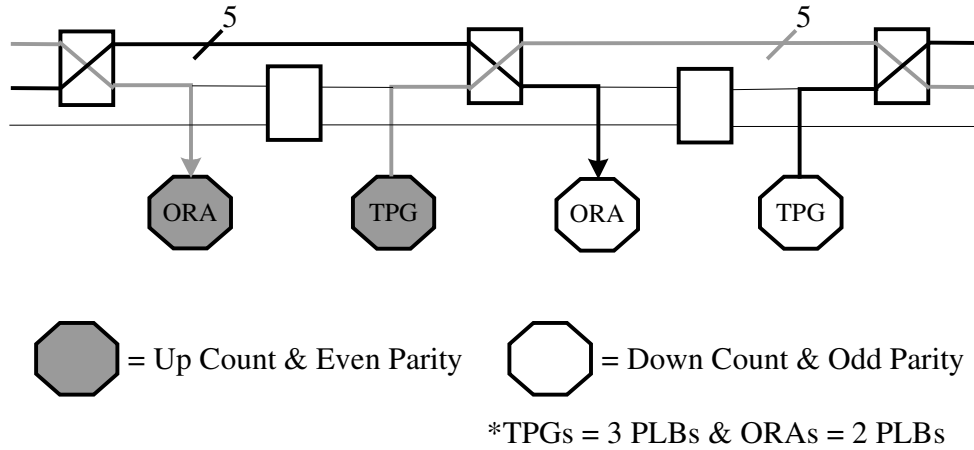 5
5
ORA
TPG
ORA
TPG
= Up Count & Even Parity
= Down Count & Odd Parity
*TPGs = 3 PLBs & ORAs = 2 PLBs